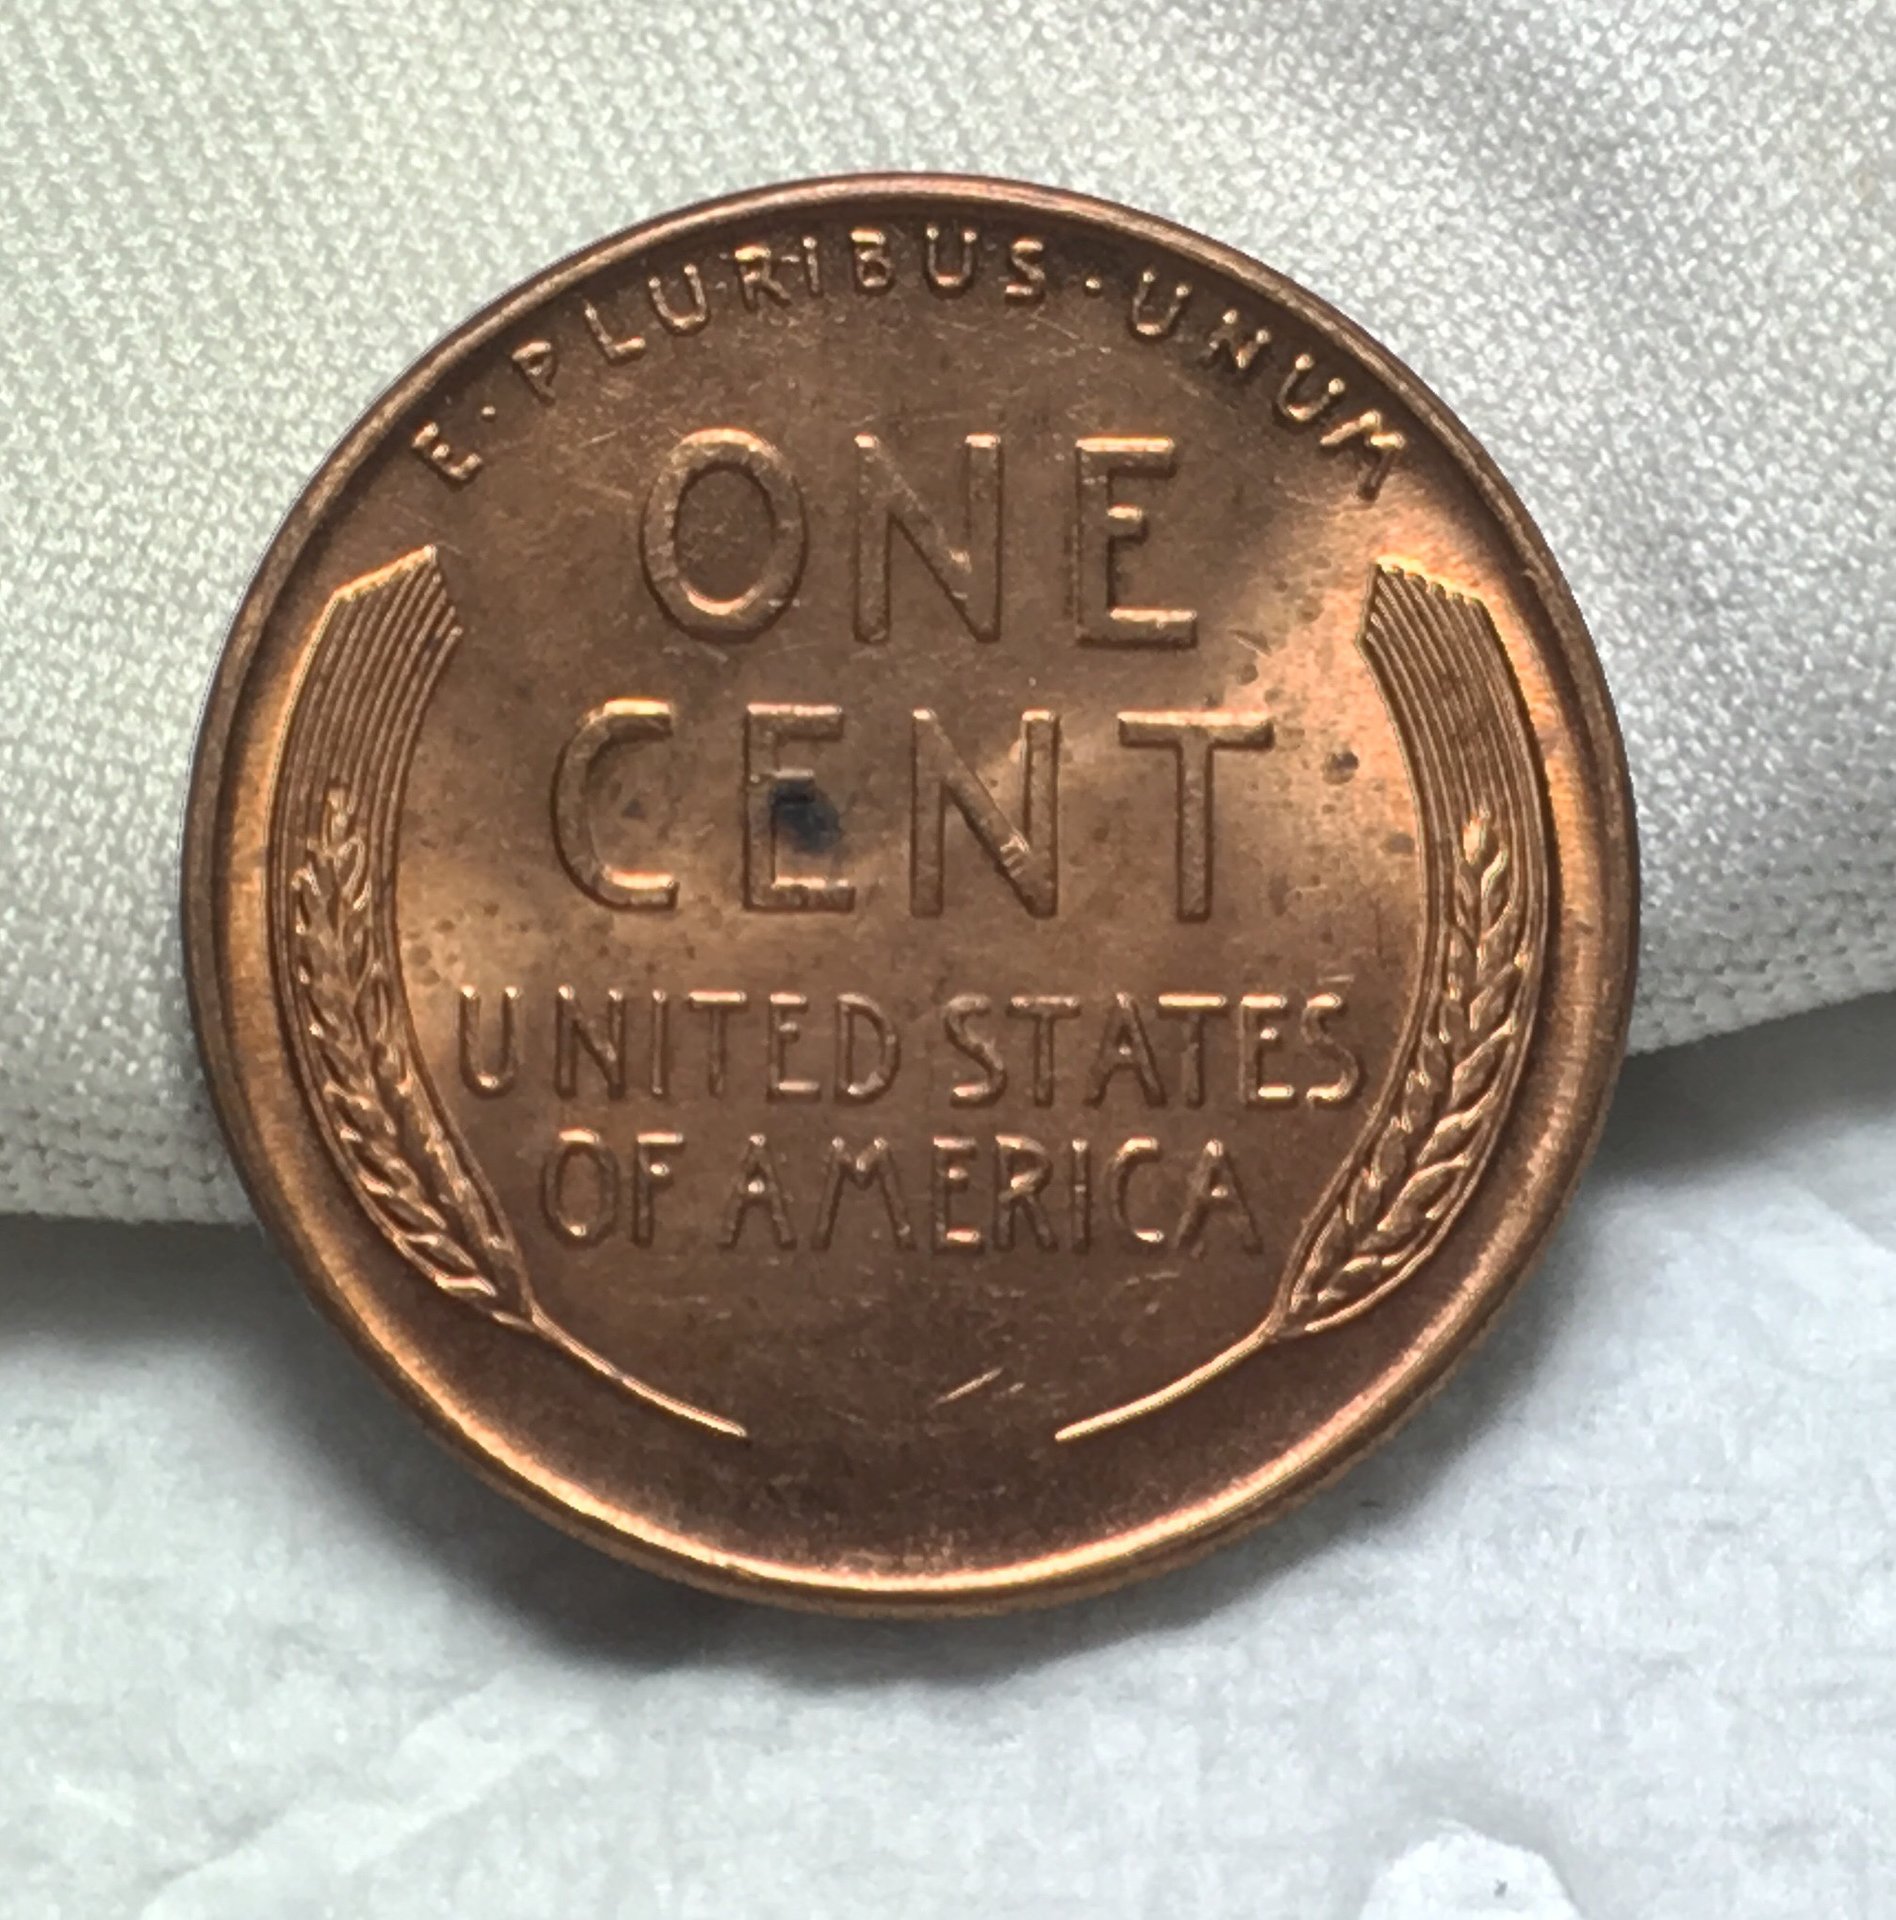 E·PLURIBUS·UNUM
ONE
CENT
UNITED STATES
OF AMERICA